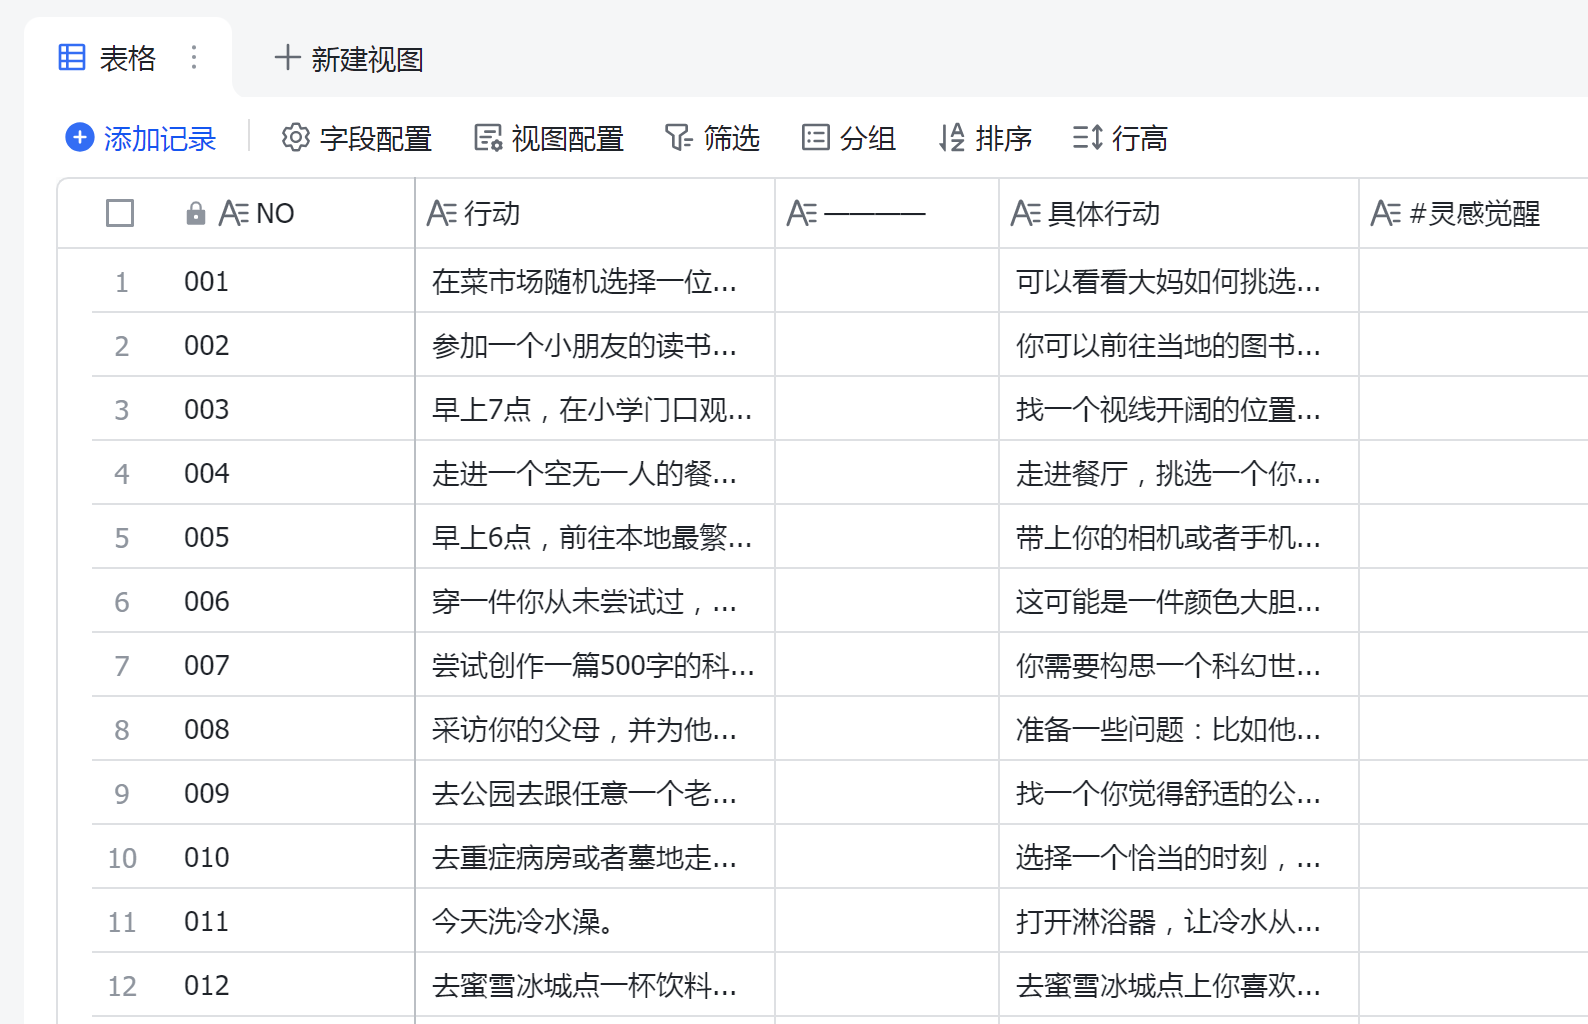 表格
新建视图
添加记录 字段配置 视图配置 筛选 分组 排序 行高
NO 行动 ———— 具体行动 #灵感觉醒
1 001 在菜市场随机选择一位... 可以看看大妈如何挑选...
2 002 参加一个小朋友的读书... 你可以前往当地的图书...
3 003 早上7点，在小学门口观... 找一个视线开阔的位置...
4 004 走进一个空无一人的餐... 走进餐厅，挑选一个你...
5 005 早上6点，前往本地最繁... 带上你的相机或者手机...
6 006 穿一件你从未尝试过，... 这可能是一件颜色大胆...
7 007 尝试创作一篇500字的科... 你需要构思一个科幻世...
8 008 采访你的父母，并为他... 准备一些问题：比如他...
9 009 去公园去跟任意一个老... 找一个你觉得舒适的公...
10 010 去重症病房或者墓地走... 选择一个恰当的时刻，...
11 011 今天洗冷水澡。 打开淋浴器，让冷水从...
12 012 去蜜雪冰城点一杯饮料... 去蜜雪冰城点上你喜欢...